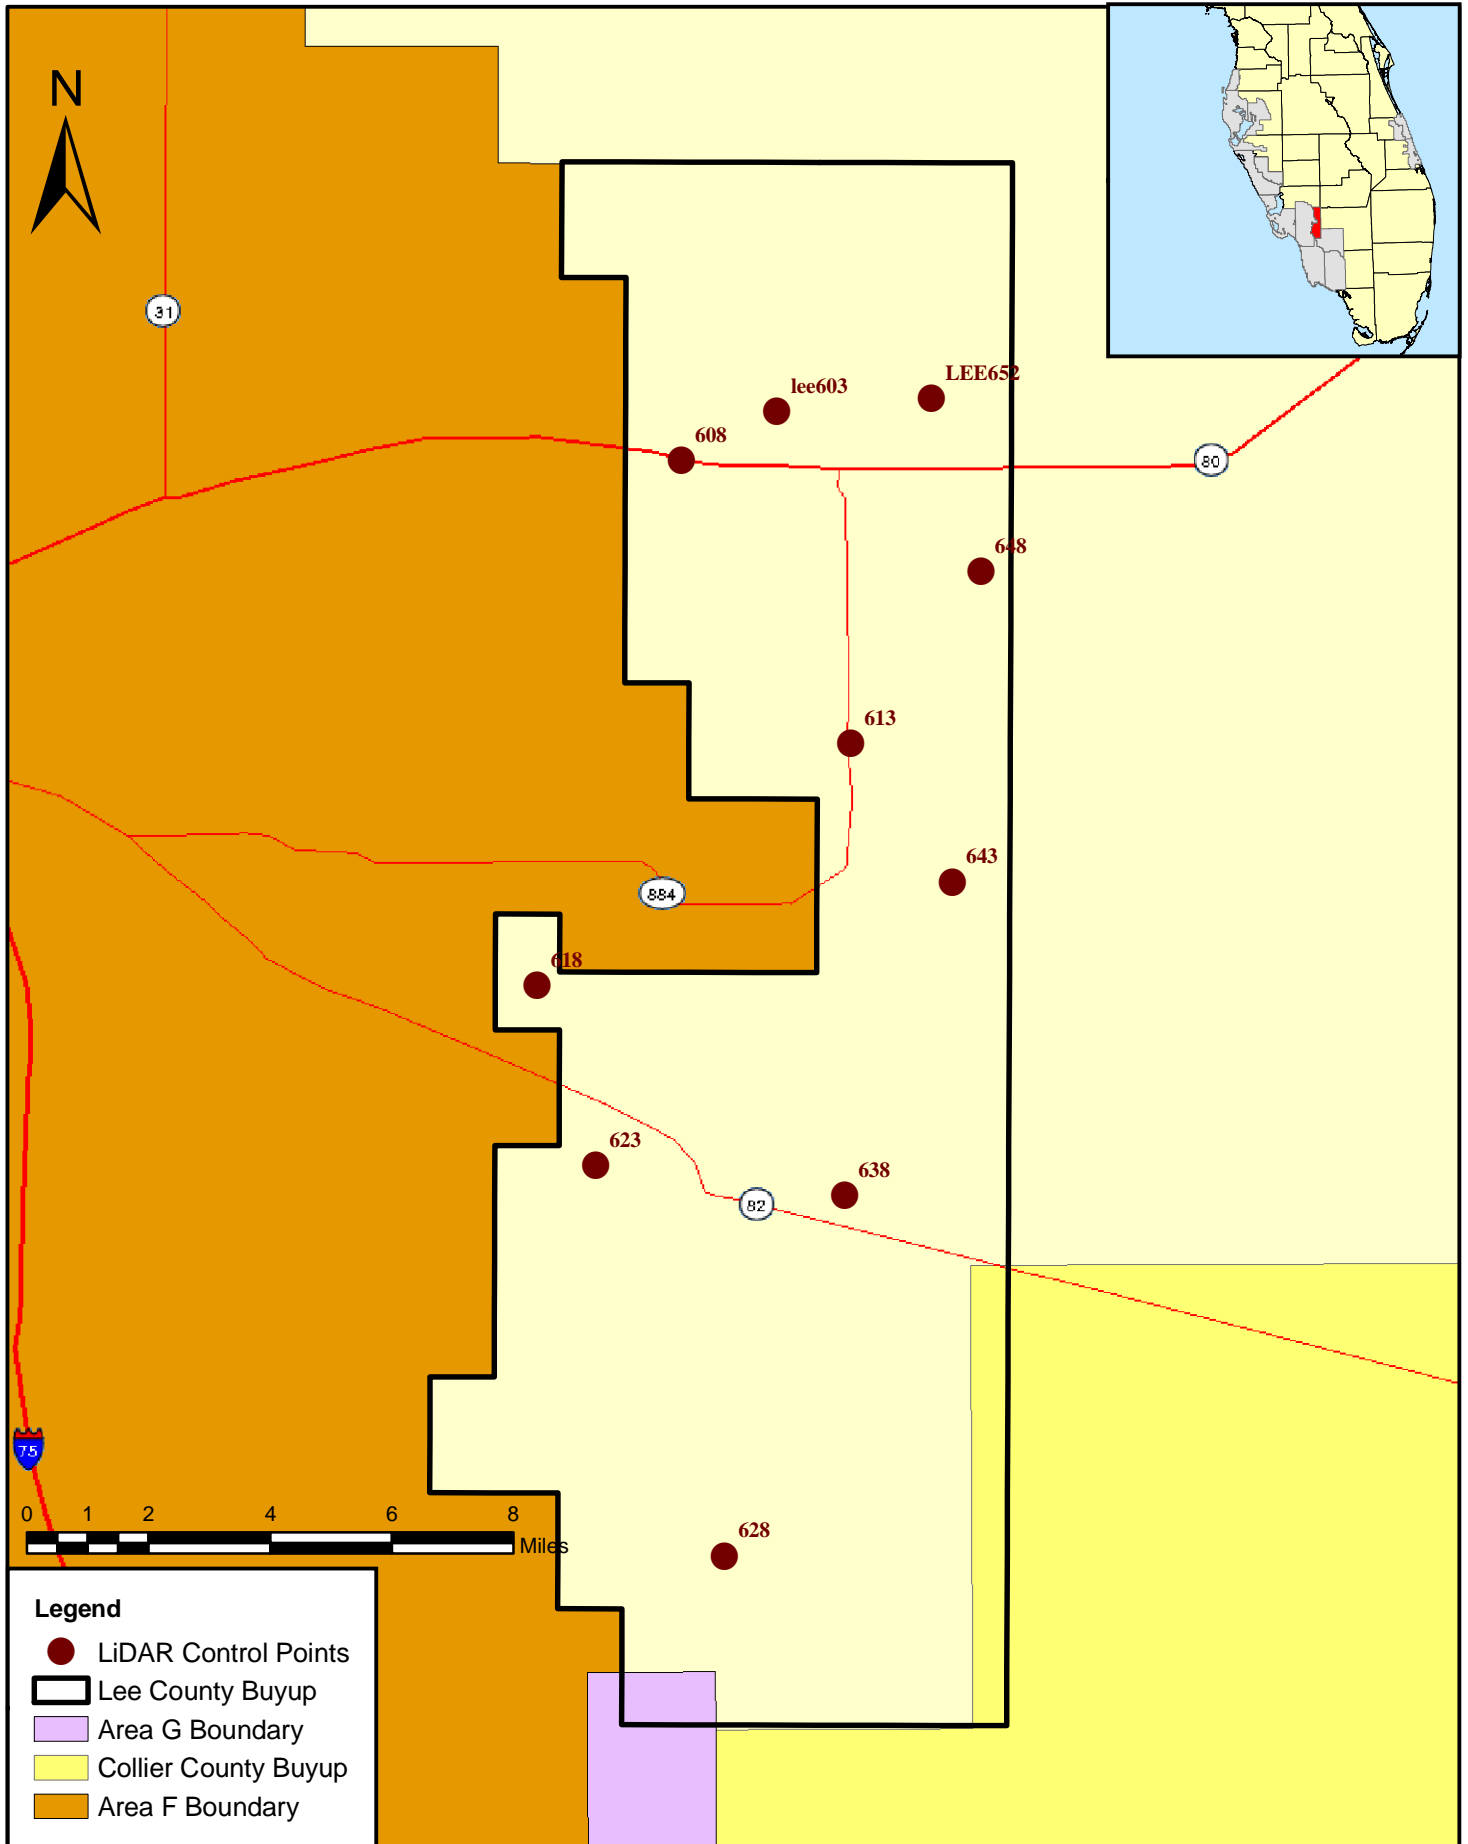 N
31
lee603
LEE652
608
80
648
613
643
884
618
623
638
82
75
0 1 2 4 6 8
Miles
628
Legend
LiDAR Control Points
Lee County Buyup
Area G Boundary
Collier County Buyup
Area F Boundary